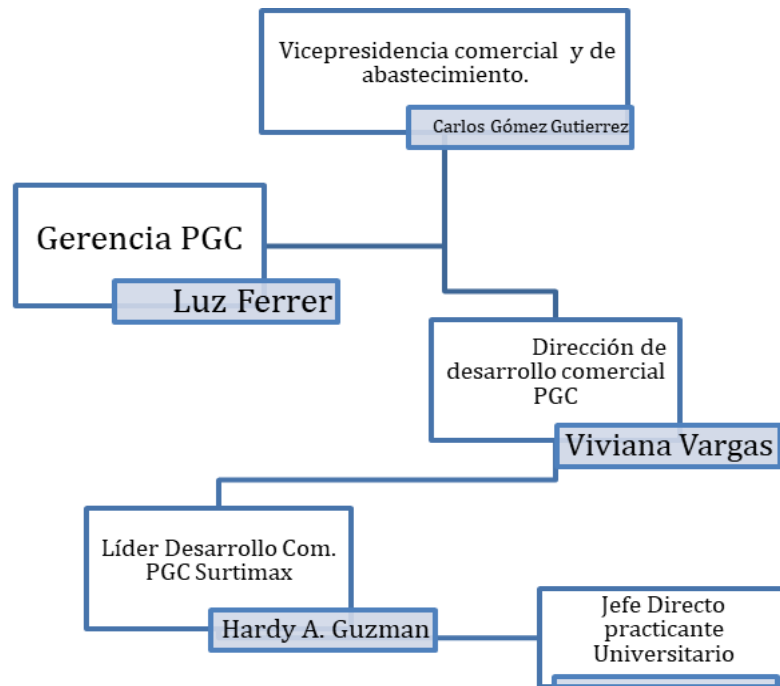 Vicepresidencia comercial y de
abastecimiento.
Carlos Gómez Gutierrez
Gerencia PGC
Luz Ferrer
Dirección de
desarrollo comercial
PGC
Viviana Vargas
Líder Desarrollo Com.
PGC Surtimax
Hardy A. Guzman
Jefe Directo
practicante
Universitario